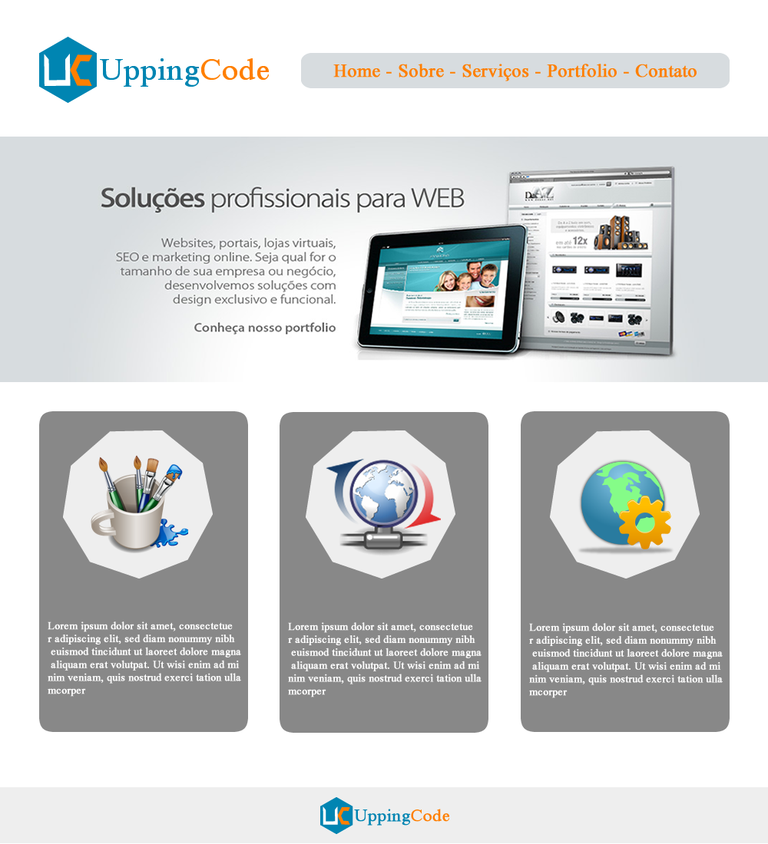 UppingCode
Home - Sobre - Serviços - Portfolio - Contato
Soluções profissionais para WEB
Websites, portais, lojas virtuais,
SEO e marketing online. Seja qual for o
tamanho de sua empresa ou negócio,
desenvolvemos soluções com
design exclusivo e funcional.
Conheça nosso portfolio
em até 12x
Lorem ipsum dolor sit amet, consectetue
r adipiscing elit, sed diam nonummy nibh
euismod tincidunt ut laoreet dolore magna
aliquam erat volutpat. Ut wisi enim ad mi
nim veniam, quis nostrud exerci tation ulla
mcorper
Lorem ipsum dolor sit amet, consectetue
r adipiscing elit, sed diam nonummy nibh
euismod tincidunt ut laoreet dolore magna
aliquam erat volutpat. Ut wisi enim ad mi
nim veniam, quis nostrud exerci tation ulla
mcorper
Lorem ipsum dolor sit amet, consectetue
r adipiscing elit, sed diam nonummy nibh
euismod tincidunt ut laoreet dolore magna
aliquam erat volutpat. Ut wisi enim ad mi
nim veniam, quis nostrud exerci tation ulla
mcorper
UppingCode